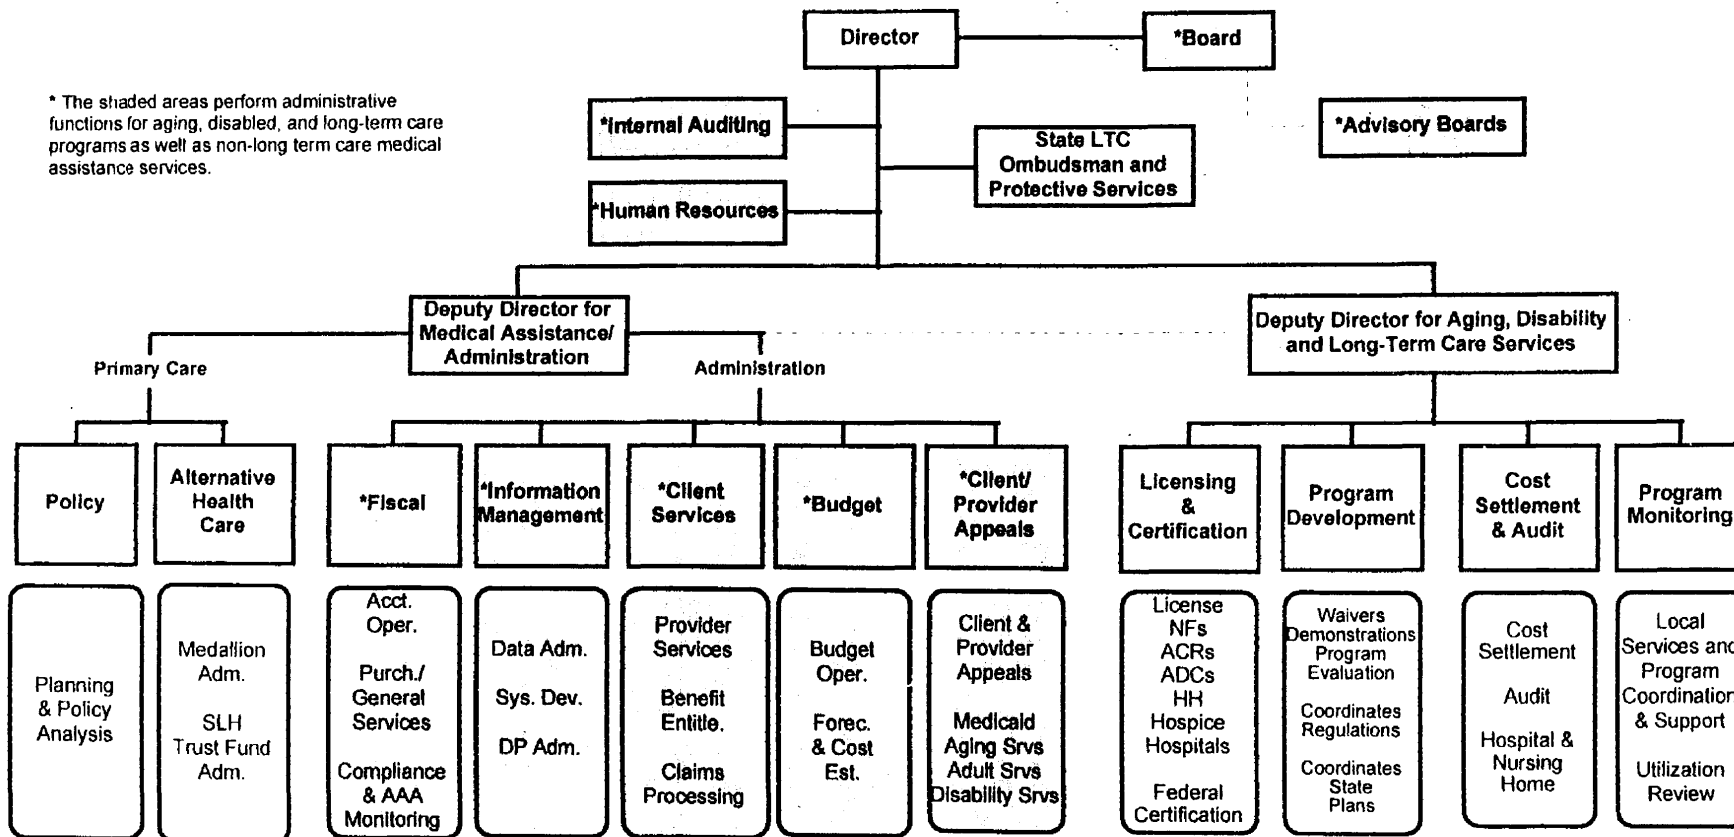 Director
*Board
* The shaded areas perform administrative
functions for aging, disabled, and long-term care
programs as well as non-long term care medical
assistance services.
*Internal Auditing
*Advisory Boards
State LTC
Ombudsman and
Protective Services
*Human Resources
Deputy Director for
Medical Assistance/
Administration
Deputy Director for Aging, Disability
and Long-Term Care Services
Primary Care
Administration
Policy
Alternative
Health
Care
*Fiscal
*Information
Management
*Client
Services
*Budget
*Client/
Provider
Appeals
Licensing
&
Certification
Program
Development
Cost
Settlement
& Audit
Program
Monitoring
Planning
& Policy
Analysis
Medallion
Adm.
SLH
Trust Fund
Adm.
Acct.
Oper.
Purch./
General
Services
Compliance
& AAA
Monitoring
Data Adm.
Sys. Dev.
DP Adm.
Provider
Services
Benefit
Entitle.
Claims
Processing
Budget
Oper.
Forec.
& Cost
Est.
Client &
Provider
Appeals
Medicaid
Aging Srvs
Adult Srvs
Disability Srvs
License
NFs
ACRs
ADCs
HH
Hospice
Hospitals
Federal
Certification
Waivers
Demonstrations
Program
Evaluation
Coordinates
Regulations
Coordinates
State
Plans
Cost
Settlement
Audit
Hospital &
Nursing
Home
Local
Services and
Program
Coordination
& Support
Utilization
Review